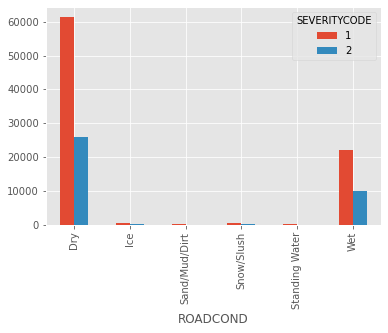 SEVERITYCODE
1
2
60000
50000
40000
30000
20000
10000
0
Dry
Ice
Sand/Mud/Dirt
Snow/Slush
Standing Water
Wet
ROADCOND